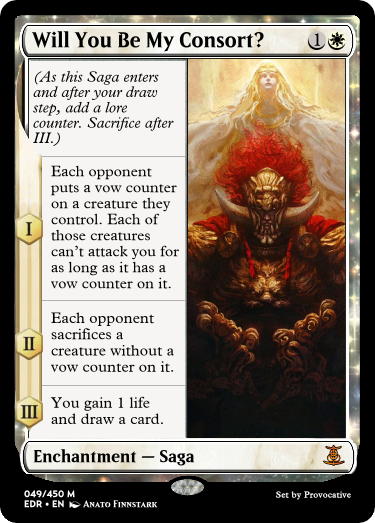 Will You Be My Consort? 1
(As this Saga enters
and after your draw
step, add a lore
counter. Sacrifice after
III.)
I
Each opponent
puts a vow counter
on a creature they
control. Each of
those creatures
can't attack you for
as long as it has a
vow counter on it.
II
Each opponent
sacrifices a
creature without a
vow counter on it.
III
You gain 1 life
and draw a card.
Enchantment — Saga
049/450 M
EDR • EN Anato Finnstark
Set by Provocative